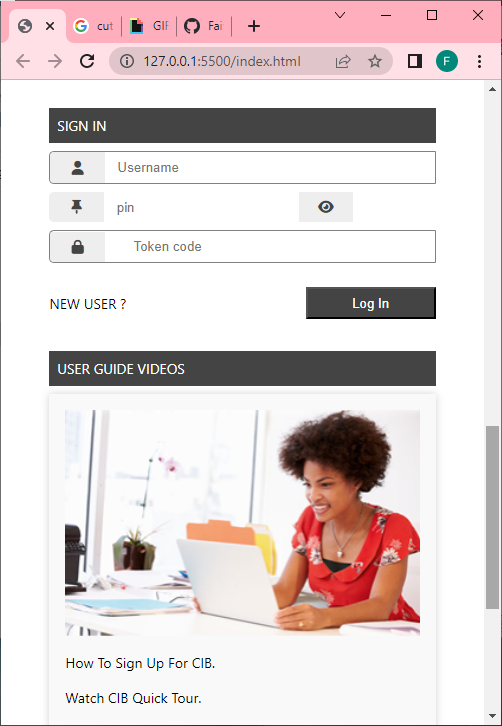 cut
GIF
Fai
127.0.0.1:5500/index.html
F
SIGN IN
Username
pin
Token code
NEW USER ?
Log In
USER GUIDE VIDEOS
How To Sign Up For CIB.
Watch CIB Quick Tour.